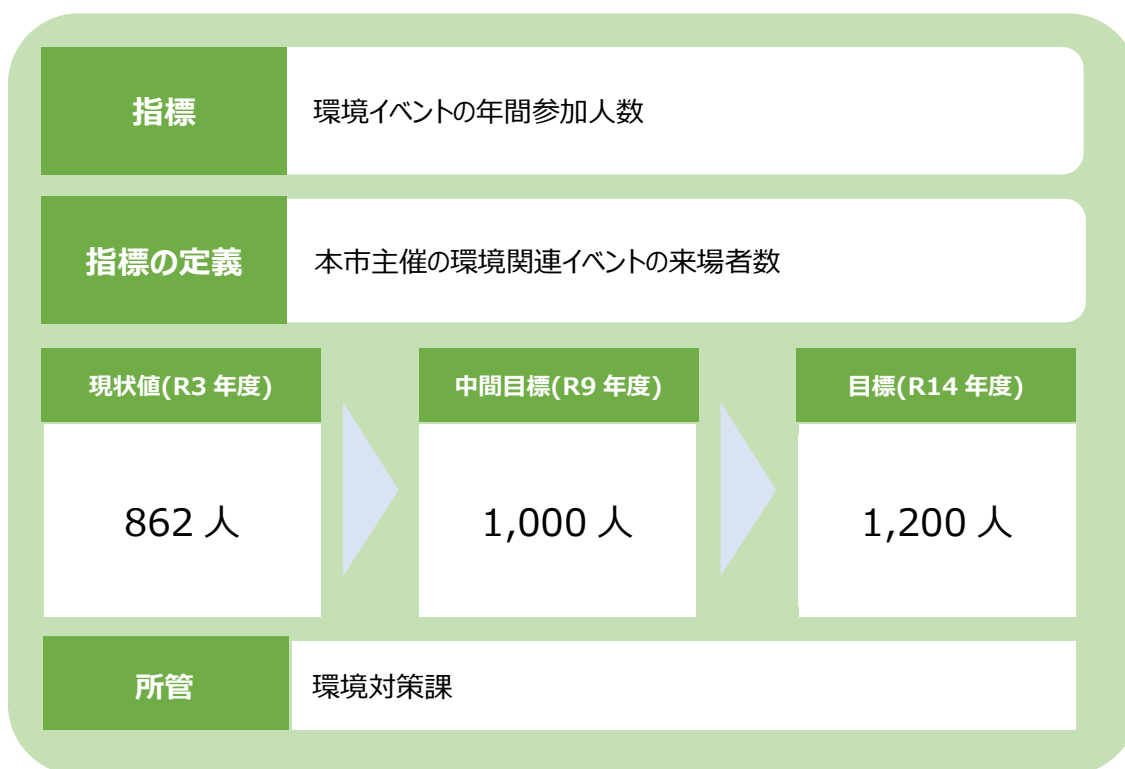 指標
環境イベントの年間参加人数
指標の定義
本市主催の環境関連イベントの来場者数
現状値(R3 年度)
中間目標(R9 年度)
目標(R14 年度)
862 人
1,000 人
1,200 人
所管
環境対策課